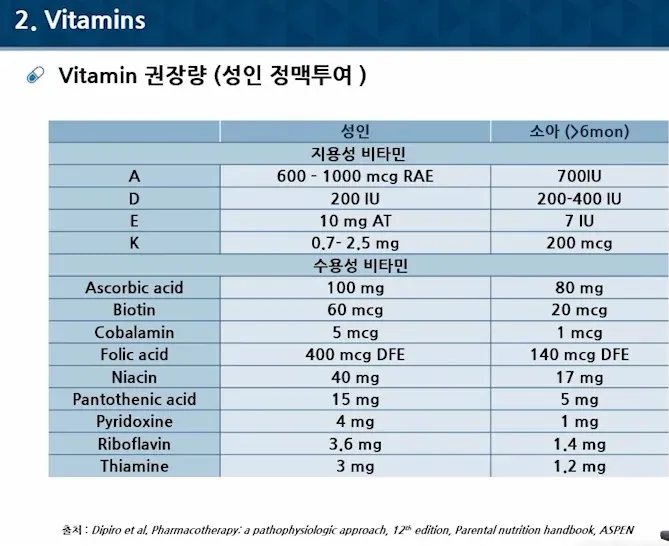 2. Vitamins
Vitamin 권장량 (성인 정맥투여 )
성인 소아 (>6mon)
지용성 비타민
A 600 - 1000 mcg RAE 700IU
D 200 IU 200-400 IU
E 10 mg AT 7 IU
K 0.7- 2.5 mg 200 mcg
수용성 비타민
Ascorbic acid 100 mg 80 mg
Biotin 60 mcg 20 mcg
Cobalamin 5 mcg 1 mcg
Folic acid 400 mcg DFE 140 mcg DFE
Niacin 40 mg 17 mg
Pantothenic acid 15 mg 5 mg
Pyridoxine 4 mg 1 mg
Riboflavin 3.6 mg 1.4 mg
Thiamine 3 mg 1.2 mg
출처 : Dipiro et al, Pharmacotherapy: a pathophysiologic approach, 12th edition, Parental nutrition handbook, ASPEN